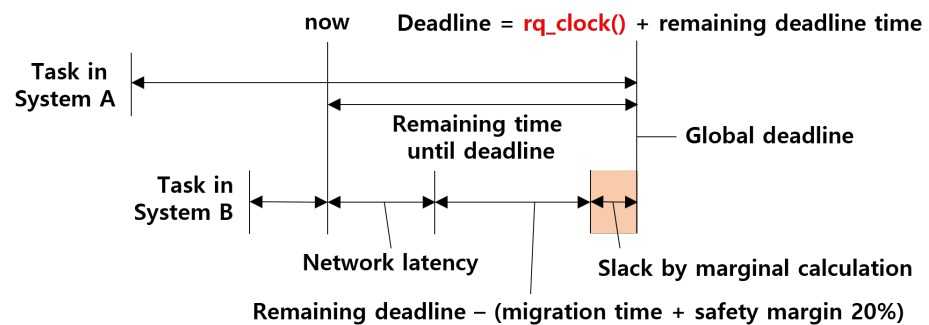 now
Deadline = rq_clock() + remaining deadline time
Task in
System A
Remaining time
until deadline
Global deadline
Task in
System B
Network latency
Slack by marginal calculation
Remaining deadline – (migration time + safety margin 20%)